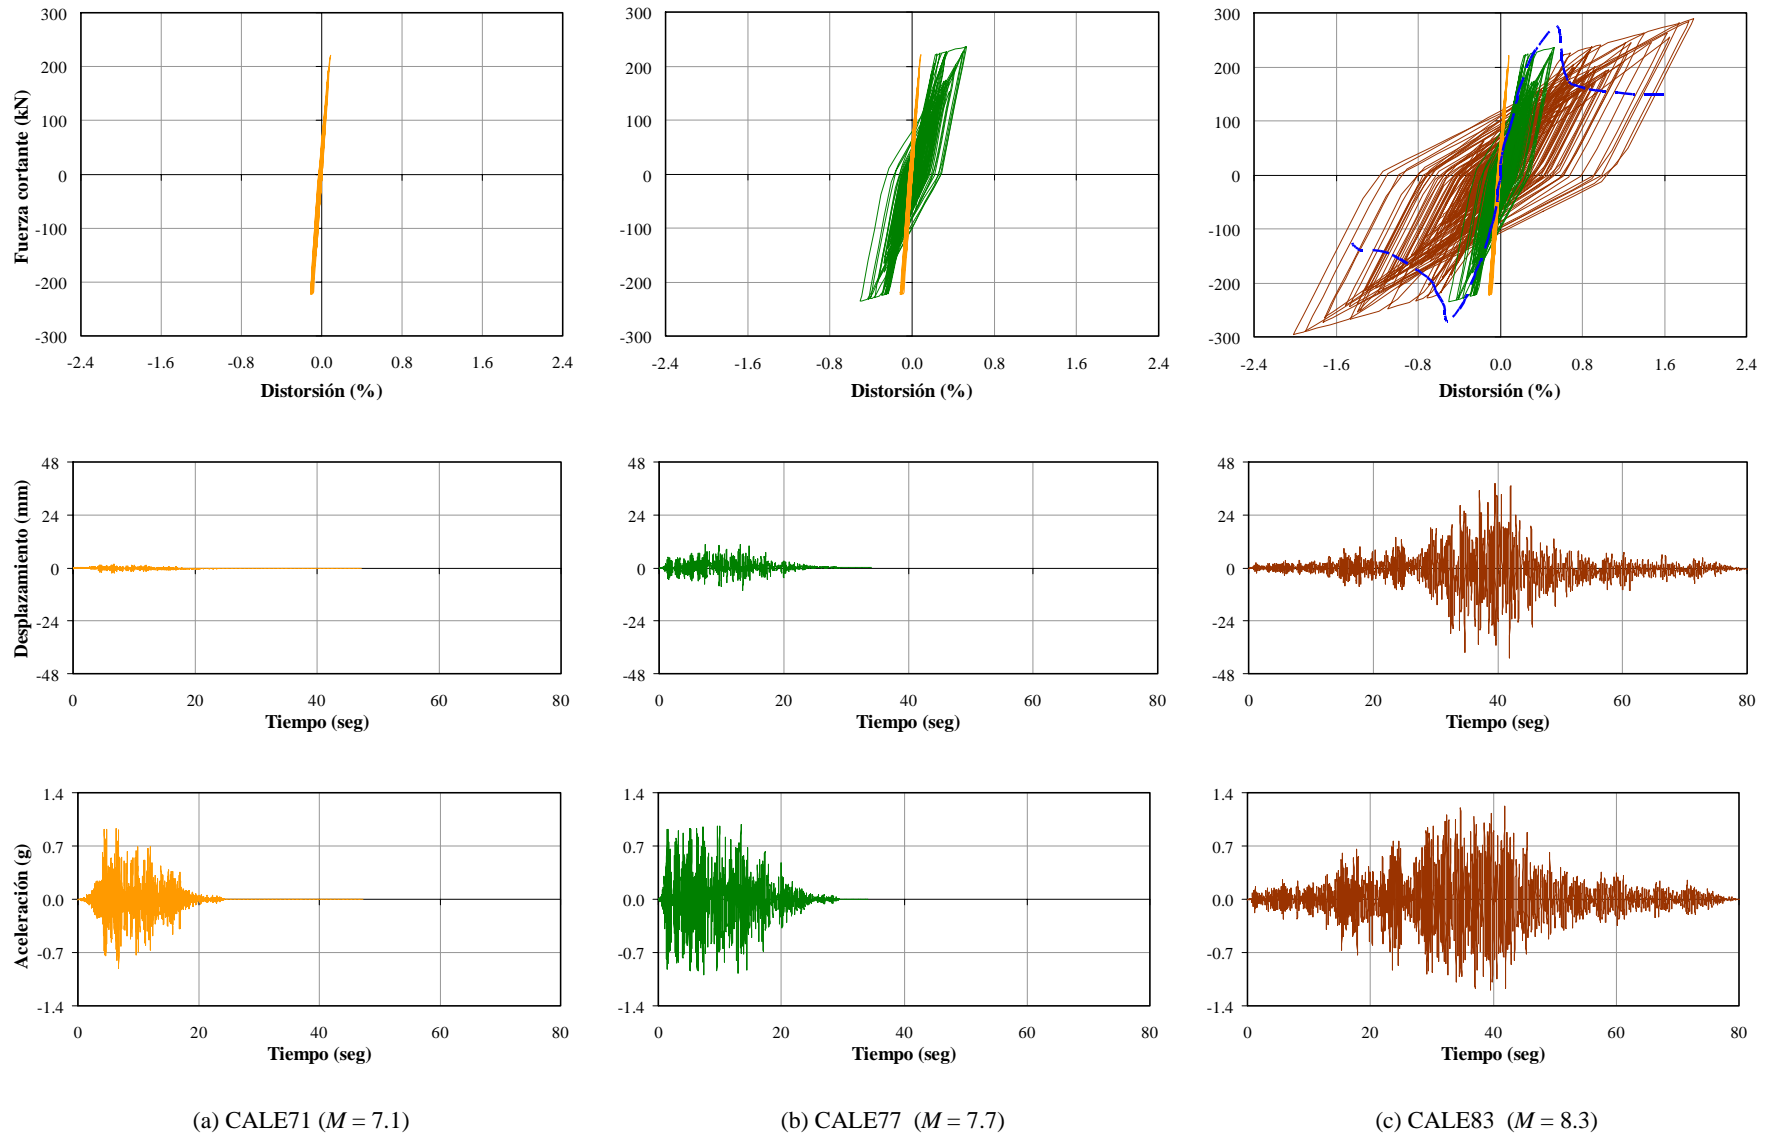 300
200
100
0
-100
-200
-300
Fuerza cortante (kN)
-2.4 -1.6 -0.8 0.0 0.8 1.6 2.4
Distorsión (%)
300
200
100
0
-100
-200
-300
-2.4 -1.6 -0.8 0.0 0.8 1.6 2.4
Distorsión (%)
300
200
100
0
-100
-200
-300
-2.4 -1.6 -0.8 0.0 0.8 1.6 2.4
Distorsión (%)
48
24
0
-24
-48
Desplazamiento (mm)
0 20 40 60 80
Tiempo (seg)
48
24
0
-24
-48
0 20 40 60 80
Tiempo (seg)
48
24
0
-24
-48
0 20 40 60 80
Tiempo (seg)
1.4
0.7
0.0
-0.7
-1.4
Aceleración (g)
0 20 40 60 80
Tiempo (seg)
1.4
0.7
0.0
-0.7
-1.4
0 20 40 60 80
Tiempo (seg)
1.4
0.7
0.0
-0.7
-1.4
0 20 40 60 80
Tiempo (seg)
(a) CALE71 (M = 7.1)
(b) CALE77 (M = 7.7)
(c) CALE83 (M = 8.3)